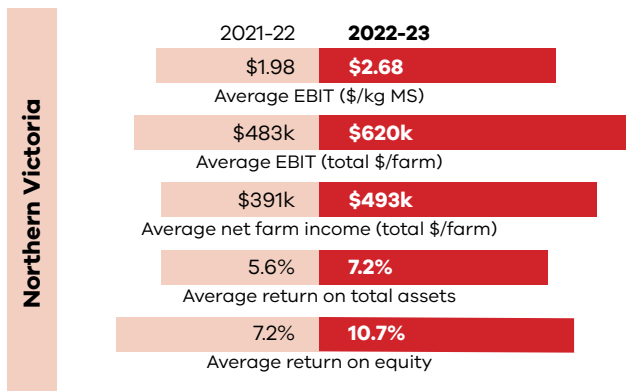 Northern Victoria
2021-22 2022-23
$1.98 $2.68
Average EBIT ($/kg MS)
$483k $620k
Average EBIT (total $/farm)
$391k $493k
Average net farm income (total $/farm)
5.6% 7.2%
Average return on total assets
7.2% 10.7%
Average return on equity